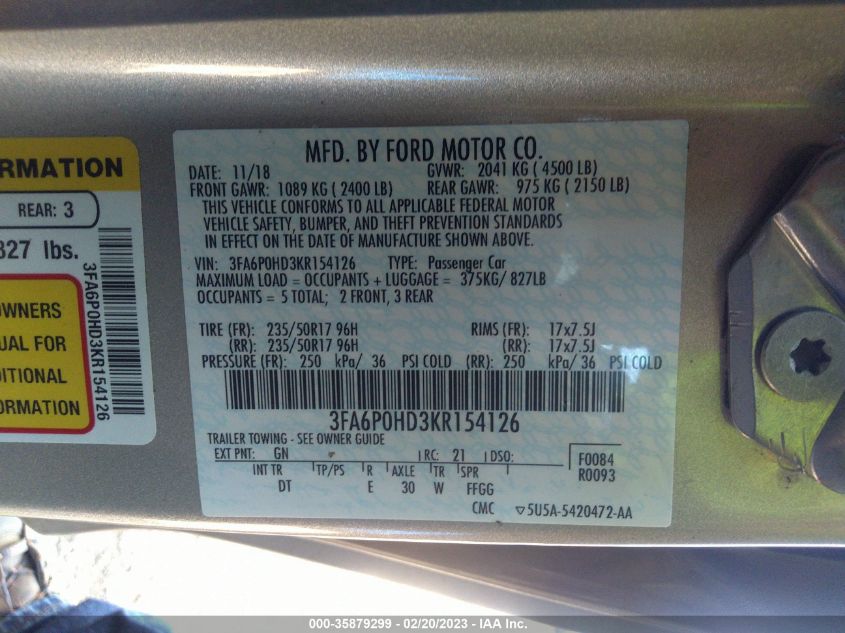 RMATION
REAR: 3
827 lbs.
OWNERS
UAL FOR
DITIONAL
ORMATION
3FA6P0HD3KR154126
MFD. BY FORD MOTOR CO.
DATE: 11/18 GVWR: 2041 KG ( 4500 LB)
FRONT GAWR: 1089 KG ( 2400 LB) REAR GAWR: 975 KG ( 2150 LB)
THIS VEHICLE CONFORMS TO ALL APPLICABLE FEDERAL MOTOR
VEHICLE SAFETY, BUMPER, AND THEFT PREVENTION STANDARDS
IN EFFECT ON THE DATE OF MANUFACTURE SHOWN ABOVE.
VIN: 3FA6P0HD3KR154126 TYPE: Passenger Car
MAXIMUM LOAD = OCCUPANTS + LUGGAGE = 375KG/ 827LB
OCCUPANTS = 5 TOTAL; 2 FRONT, 3 REAR
TIRE (FR): 235/50R17 96H RIMS (FR): 17x7.5J
(RR): 235/50R17 96H (RR): 17x7.5J
PRESSURE (FR): 250 kPa/ 36 PSI COLD (RR): 250 kPa/ 36 PSI COLD
3FA6P0HD3KR154126
TRAILER TOWING - SEE OWNER GUIDE
EXT PNT: GN RC: 21 DSO: F0084
INT TR TP/PS R AXLE TR SPR R0093
DT E 30 W FFGG
CMC ▽5U5A-5420472-AA
000-35879299 - 02/20/2023 - IAA Inc.